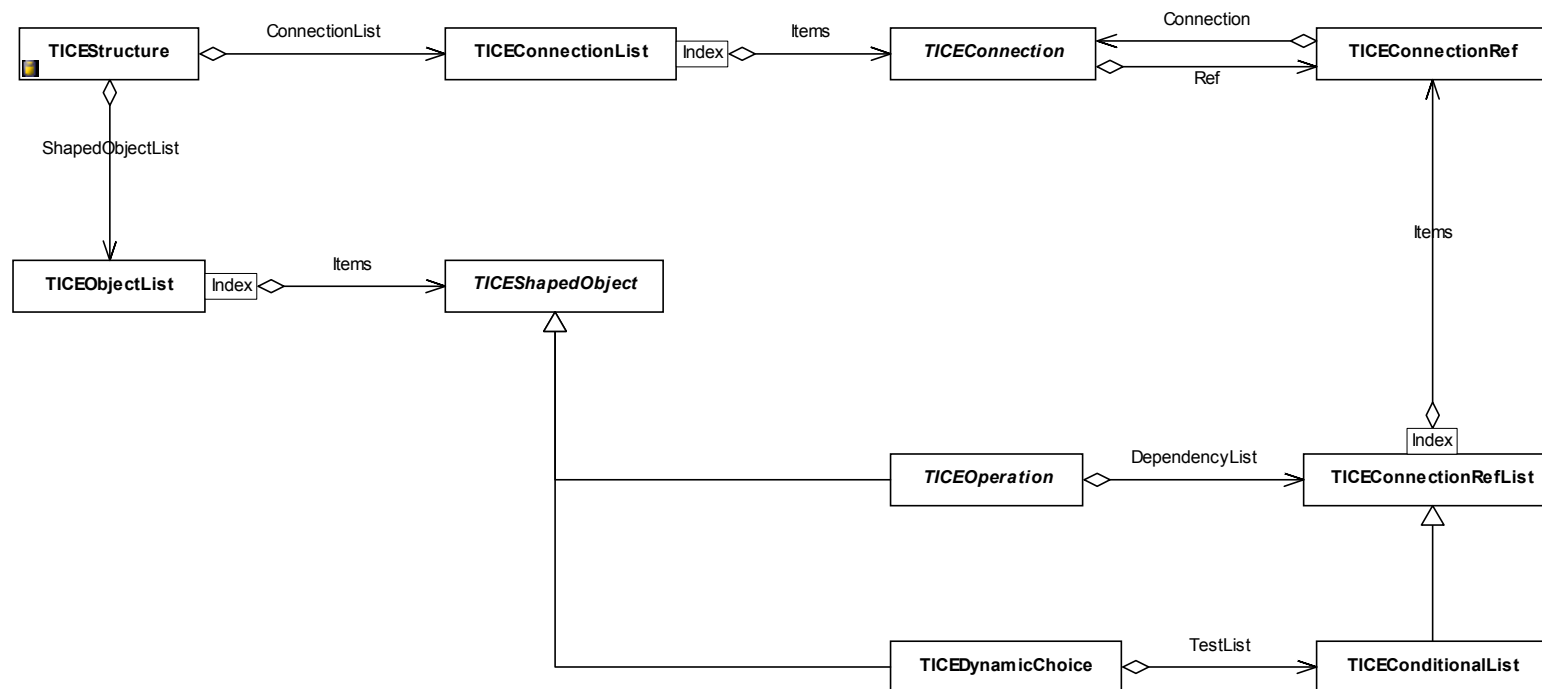 ConnectionList
Items
Connection
TICEStructure
TICEConnectionList
Index
TICEConnection
TICEConnectionRef
Ref
ShapedObjectList
Items
Items
TICEObjectList
Index
TICEShapedObject
Index
DependencyList
TICEOperation
TICEConnectionRefList
TestList
TICEDynamicChoice
TICEConditionalList